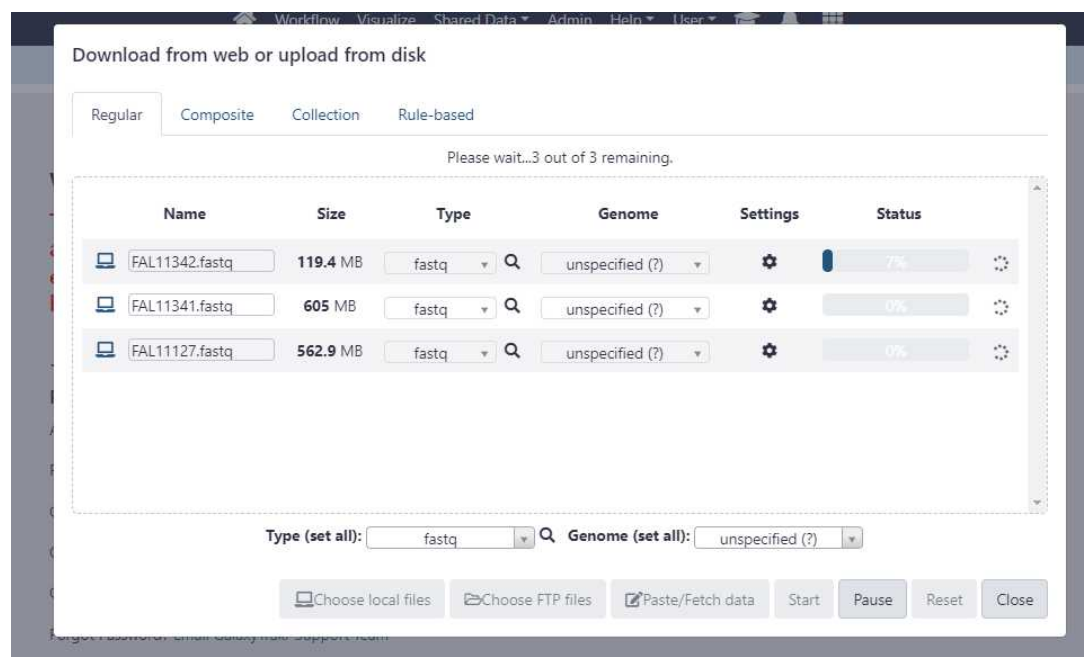 Workflow Visualize Shared Data Admin Help User
Download from web or upload from disk
Regular Composite Collection Rule-based
Please wait...3 out of 3 remaining.
Name Size Type Genome Settings Status
FAL11342.fastq 119.4 MB fastq unspecified (?) 7%
FAL11341.fastq 605 MB fastq unspecified (?) 0%
FAL11127.fastq 562.9 MB fastq unspecified (?) 0%
Type (set all): fastq Genome (set all): unspecified (?)
Choose local files Choose FTP files Paste/Fetch data Start Pause Reset Close